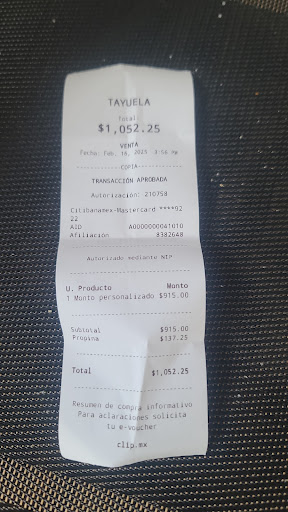 TAYUELA
Total
$1,052.25
VENTA
Fecha: Feb. 18, 2025 3:56 PM
COPIA
TRANSACCIÓN APROBADA
Autorización: 210758
Citibanamex-Mastercard ****92
22
AID A0000000041010
Afiliación 8382648
Autorizado mediante NIP
U. Producto Monto
1 Monto personalizado $915.00
Subtotal $915.00
Propina $137.25
Total $1,052.25
Resumen de compra informativo
Para aclaraciones solicita
tu e-voucher
clip.mx